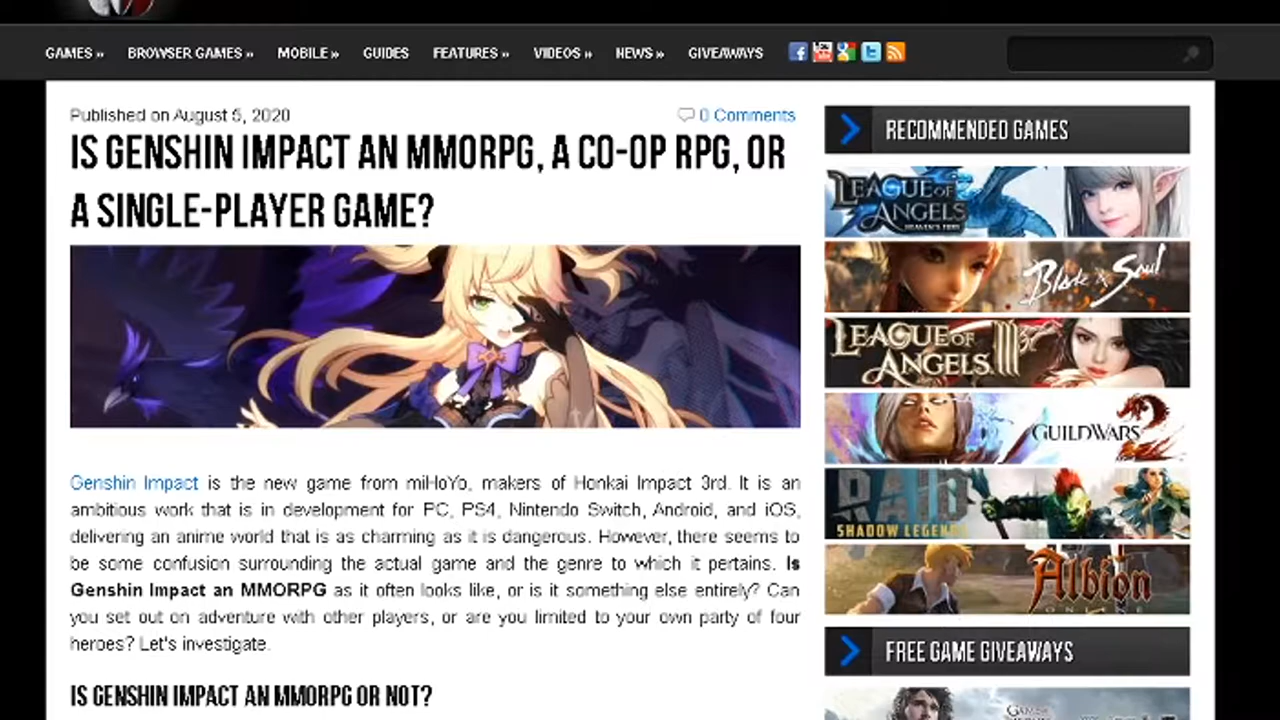 GAMES » BROWSER GAMES » MOBILE » GUIDES FEATURES » VIDEOS » NEWS » GIVEAWAYS
Published on August 5, 2020
0 Comments
IS GENSHIN IMPACT AN MMORPG, A CO-OP RPG, OR
A SINGLE-PLAYER GAME?
Genshin Impact is the new game from miHoYo, makers of Honkai Impact 3rd. It is an
ambitious work that is in development for PC, PS4, Nintendo Switch, Android, and iOS,
delivering an anime world that is as charming as it is dangerous. However, there seems to
be some confusion surrounding the actual game and the genre to which it pertains. Is
Genshin Impact an MMORPG as it often looks like, or is it something else entirely? Can
you set out on adventure with other players, or are you limited to your own party of four
heroes? Let's investigate.
IS GENSHIN IMPACT AN MMORPG OR NOT?
RECOMMENDED GAMES
LEAGUE OF
ANGELS
HEAVEN'S FURY
Blade & Soul
LEAGUE OF
ANGELS III
GUILD WARS 2
RAID
SHADOW LEGENDS
Albion
ONLINE
FREE GAME GIVEAWAYS